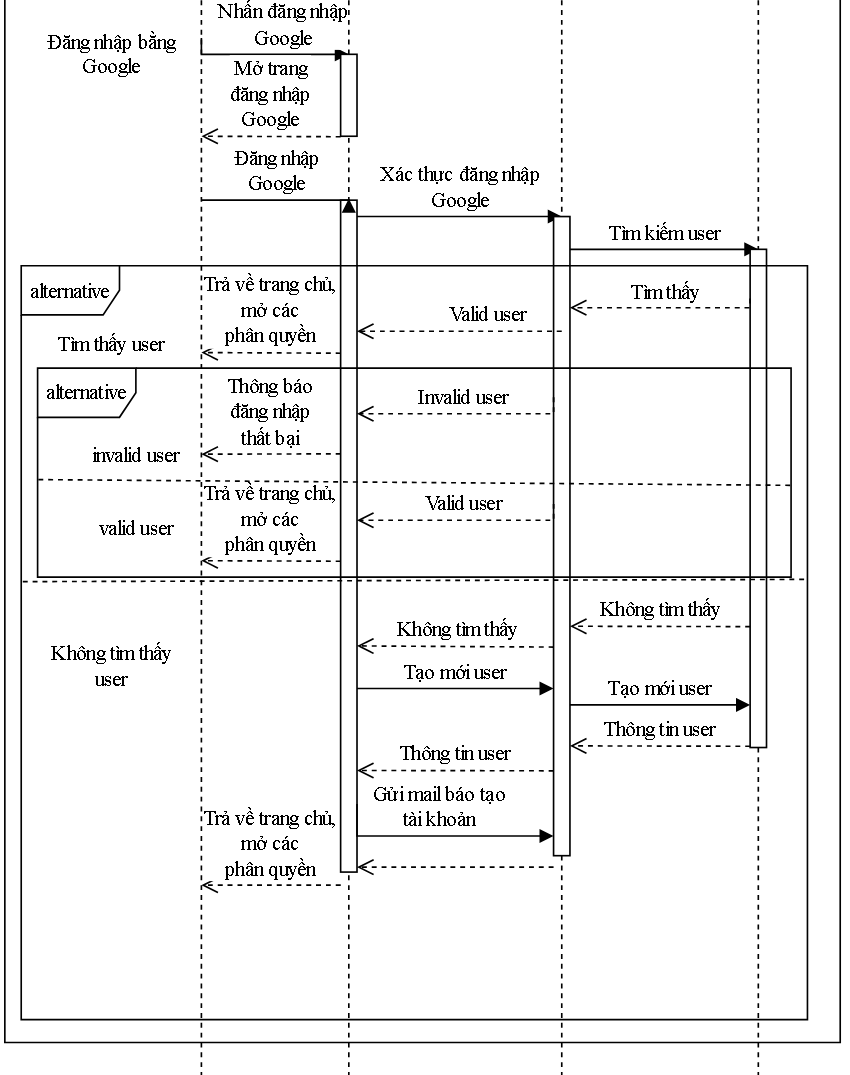 Nhấn đăng nhập
Google
Đăng nhập bằng
Google
Mở trang
đăng nhập
Google
Đăng nhập
Google
Xác thực đăng nhập
Google
Tìm kiếm user
alternative
Trả về trang chủ,
mở các
phân quyền
Tìm thấy
Valid user
Tìm thấy user
alternative
Thông báo
đăng nhập
thất bại
Invalid user
invalid user
Trả về trang chủ,
mở các
phân quyền
Valid user
valid user
Không tìm thấy
Không tìm thấy
Không tìm thấy
user
Tạo mới user
Tạo mới user
Thông tin user
Thông tin user
Gửi mail báo tạo
tài khoản
Trả về trang chủ,
mở các
phân quyền